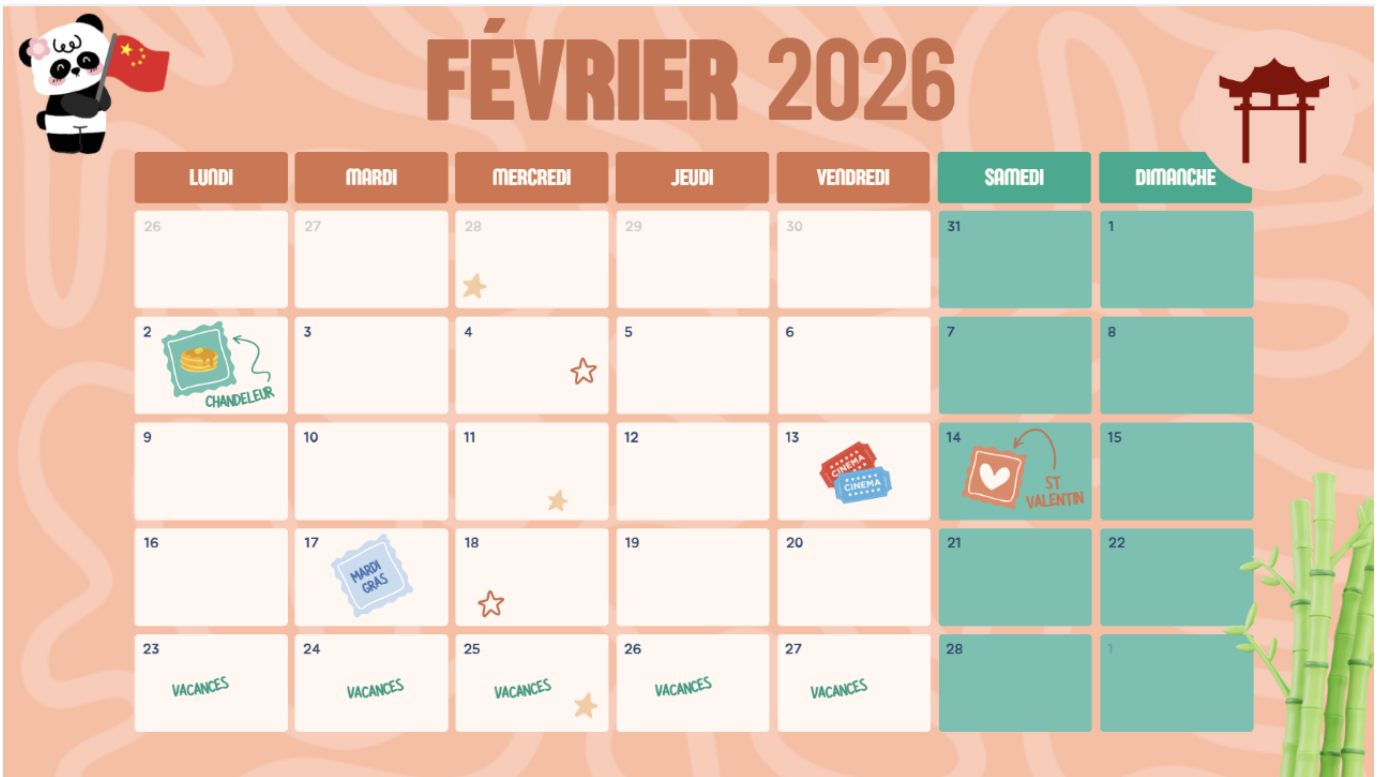 FÉVRIER 2026
LUNDI MARDI MERCREDI JEUDI VENDREDI SAMEDI DIMANCHE
26 27 28 29 30 31 1
2 3 4 5 6 7 8
CHANDELEUR
9 10 11 12 13 14 15
CINEMA
CINEMA
ST
VALENTIN
16 17 18 19 20 21 22
MARDI
GRAS
23 24 25 26 27 28 1
VACANCES VACANCES VACANCES VACANCES VACANCES